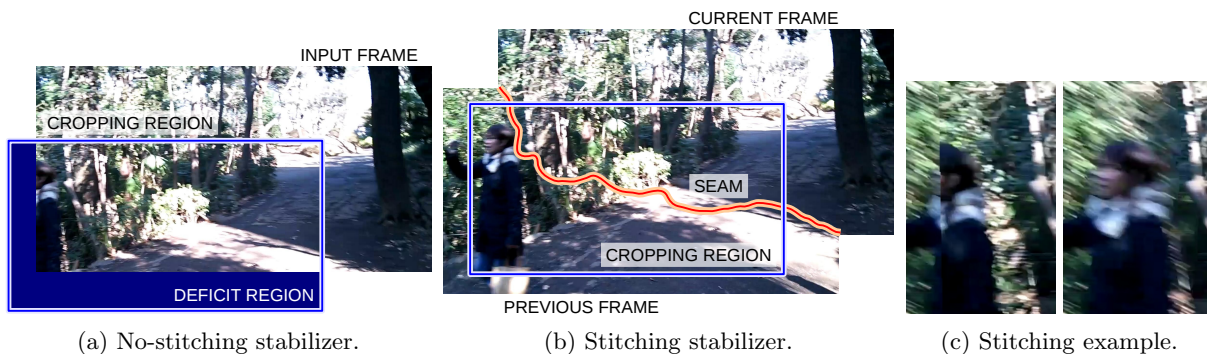 INPUT FRAME
CROPPING REGION
DEFICIT REGION
(a) No-stitching stabilizer.
CURRENT FRAME
SEAM
CROPPING REGION
PREVIOUS FRAME
(b) Stitching stabilizer.
(c) Stitching example.